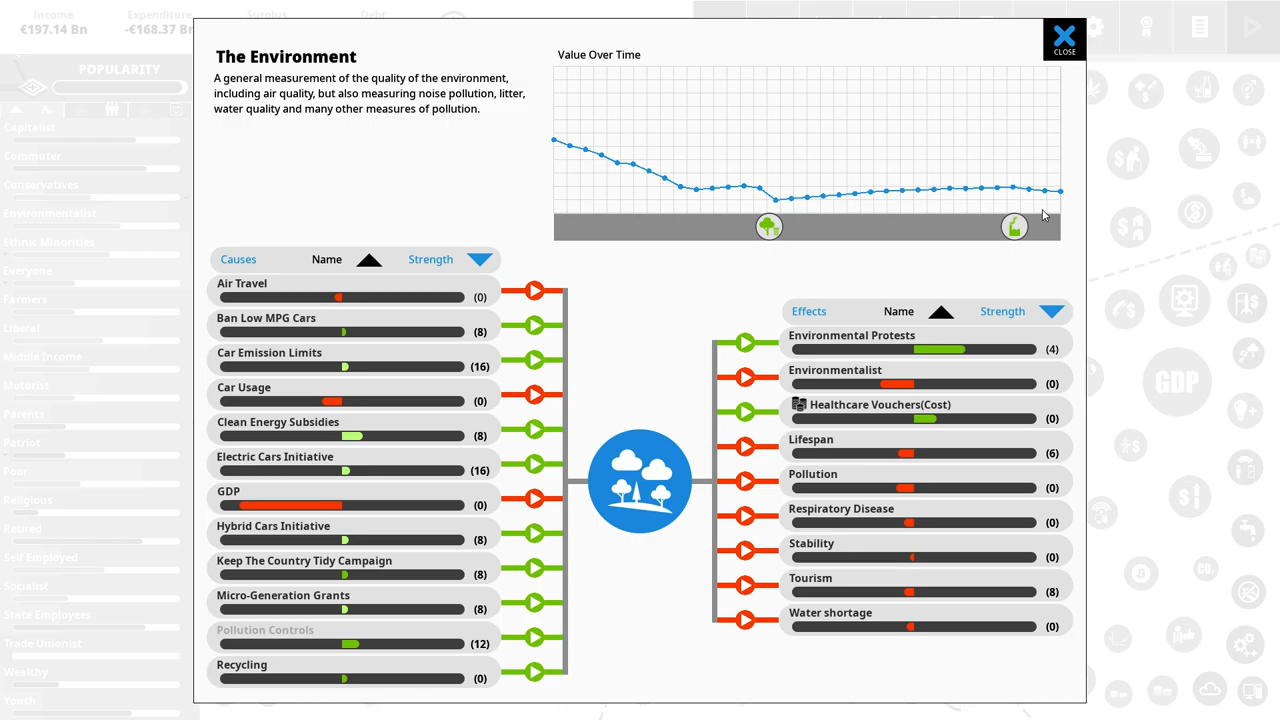 Income
Expenditure
Surplus
Debt
€197.14 Bn
-€168.37 Bn
POPULARITY
Capitalist
Commuter
Conservatives
Environmentalist
Ethnic Minorities
Everyone
Farmers
Liberal
Middle Income
Motorist
Parents
Patriot
Poor
Religious
Retired
Self Employed
Socialist
State Employees
Trade Unionist
Wealthy
Youth
The Environment
A general measurement of the quality of the environment,
including air quality, but also measuring noise pollution, litter,
water quality and many other measures of pollution.
Value Over Time
CLOSE
Causes Name Strength
Air Travel
(0)
Ban Low MPG Cars
(8)
Car Emission Limits
(16)
Car Usage
(0)
Clean Energy Subsidies
(8)
Electric Cars Initiative
(16)
GDP
(0)
Hybrid Cars Initiative
(8)
Keep The Country Tidy Campaign
(8)
Micro-Generation Grants
(8)
Pollution Controls
(12)
Recycling
(0)
Effects Name Strength
Environmental Protests
(4)
Environmentalist
(0)
Healthcare Vouchers(Cost)
(0)
Lifespan
(6)
Pollution
(0)
Respiratory Disease
(0)
Stability
(0)
Tourism
(8)
Water shortage
(0)
GDP